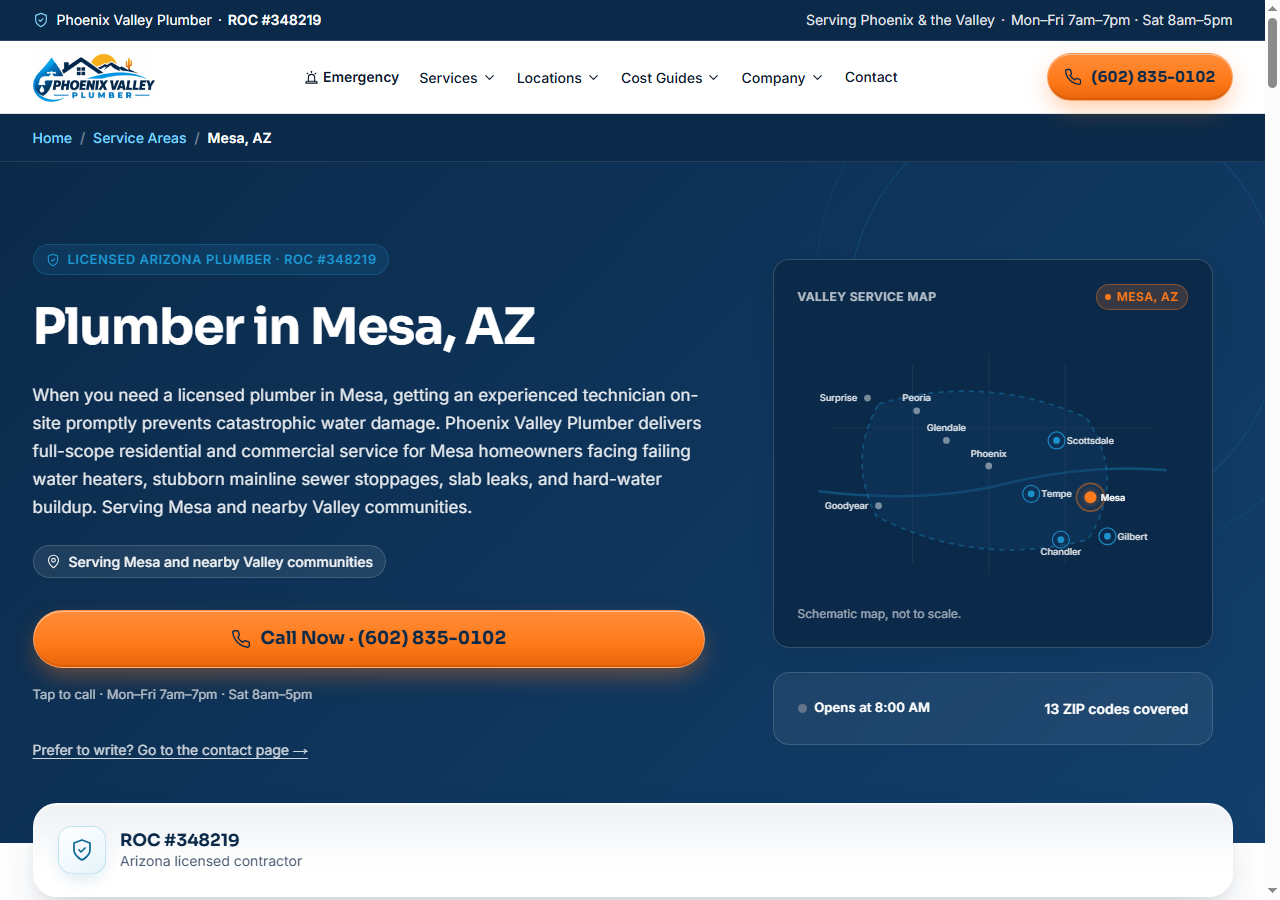 Phoenix Valley Plumber · ROC #348219
Serving Phoenix & the Valley · Mon–Fri 7am–7pm · Sat 8am–5pm
PHOENIX VALLEY
PLUMBER
Emergency
Services
Locations
Cost Guides
Company
Contact
(602) 835-0102
Home / Service Areas / Mesa, AZ
LICENSED ARIZONA PLUMBER · ROC #348219
Plumber in Mesa, AZ
When you need a licensed plumber in Mesa, getting an experienced technician on-
site promptly prevents catastrophic water damage. Phoenix Valley Plumber delivers
full-scope residential and commercial service for Mesa homeowners facing failing
water heaters, stubborn mainline sewer stoppages, slab leaks, and hard-water
buildup. Serving Mesa and nearby Valley communities.
Serving Mesa and nearby Valley communities
Call Now · (602) 835-0102
Tap to call · Mon–Fri 7am–7pm · Sat 8am–5pm
Prefer to write? Go to the contact page →
VALLEY SERVICE MAP
MESA, AZ
Surprise
Peoria
Glendale
Scottsdale
Phoenix
Tempe
Mesa
Goodyear
Gilbert
Chandler
Schematic map, not to scale.
Opens at 8:00 AM
13 ZIP codes covered
ROC #348219
Arizona licensed contractor